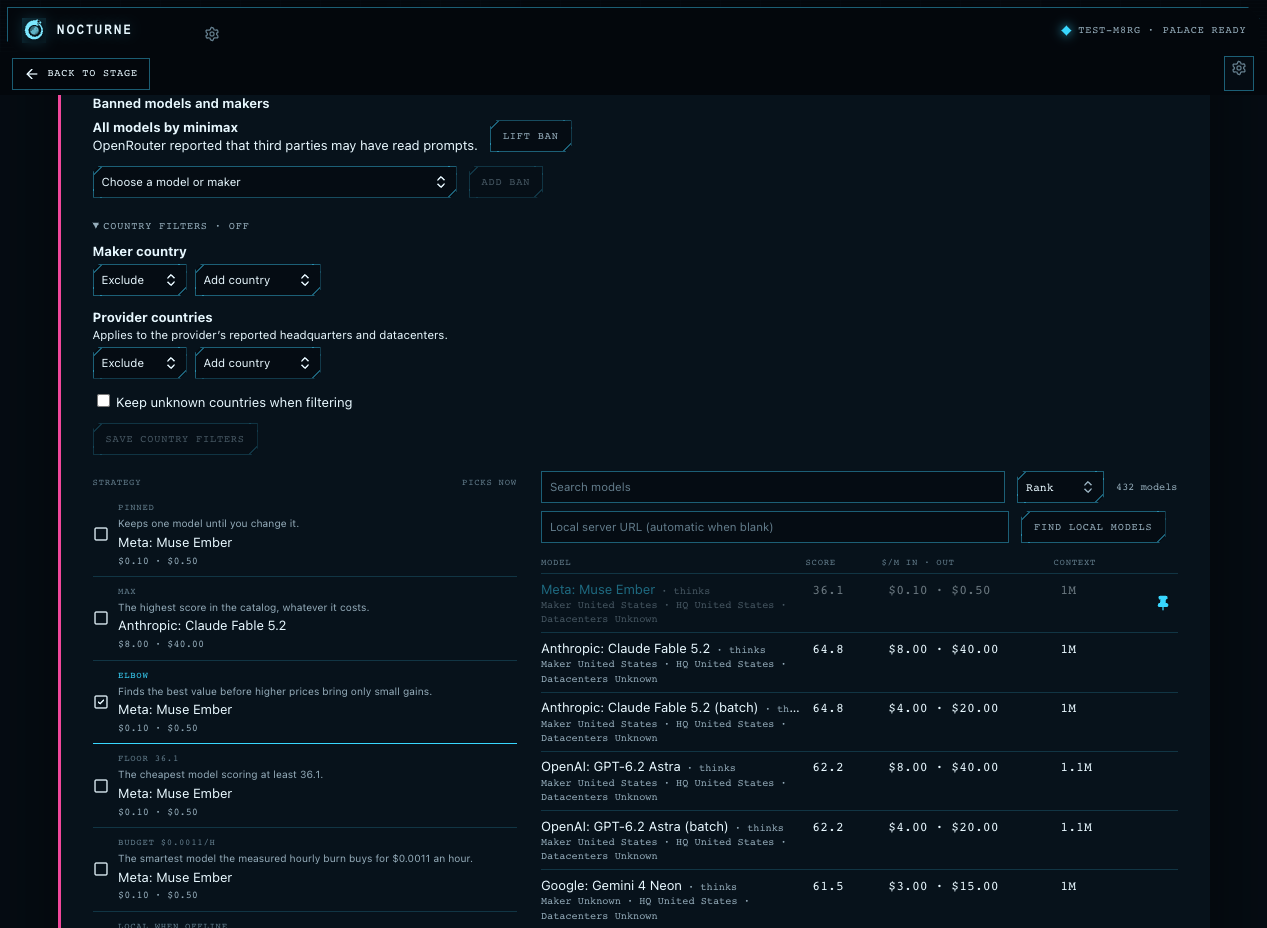 NOCTURNE
TEST-M8RG · PALACE READY
BACK TO STAGE
Banned models and makers
All models by minimax
OpenRouter reported that third parties may have read prompts.
LIFT BAN
Choose a model or maker
ADD BAN
COUNTRY FILTERS · OFF
Maker country
Exclude
Add country
Provider countries
Applies to the provider's reported headquarters and datacenters.
Exclude
Add country
Keep unknown countries when filtering
SAVE COUNTRY FILTERS
STRATEGY PICKS NOW
PINNED
Keeps one model until you change it.
Meta: Muse Ember
$0.10 · $0.50
MAX
The highest score in the catalog, whatever it costs.
Anthropic: Claude Fable 5.2
$8.00 · $40.00
ELBOW
Finds the best value before higher prices bring only small gains.
Meta: Muse Ember
$0.10 · $0.50
FLOOR 36.1
The cheapest model scoring at least 36.1.
Meta: Muse Ember
$0.10 · $0.50
BUDGET $0.0011/H
The smartest model the measured hourly burn buys for $0.0011 an hour.
Meta: Muse Ember
$0.10 · $0.50
LOCAL WHEN OFFLINE
Search models
Rank
432 models
Local server URL (automatic when blank)
FIND LOCAL MODELS
MODEL SCORE $/M IN · OUT CONTEXT
Meta: Muse Ember · thinks 36.1 $0.10 · $0.50 1M
Maker United States · HQ United States ·
Datacenters Unknown
Anthropic: Claude Fable 5.2 · thinks 64.8 $8.00 · $40.00 1M
Maker United States · HQ United States ·
Datacenters Unknown
Anthropic: Claude Fable 5.2 (batch) · th... 64.8 $4.00 · $20.00 1M
Maker United States · HQ United States ·
Datacenters Unknown
OpenAI: GPT-6.2 Astra · thinks 62.2 $8.00 · $40.00 1.1M
Maker United States · HQ United States ·
Datacenters Unknown
OpenAI: GPT-6.2 Astra (batch) · thinks 62.2 $4.00 · $20.00 1.1M
Maker United States · HQ United States ·
Datacenters Unknown
Google: Gemini 4 Neon · thinks 61.5 $3.00 · $15.00 1M
Maker Unknown · HQ United States ·
Datacenters Unknown